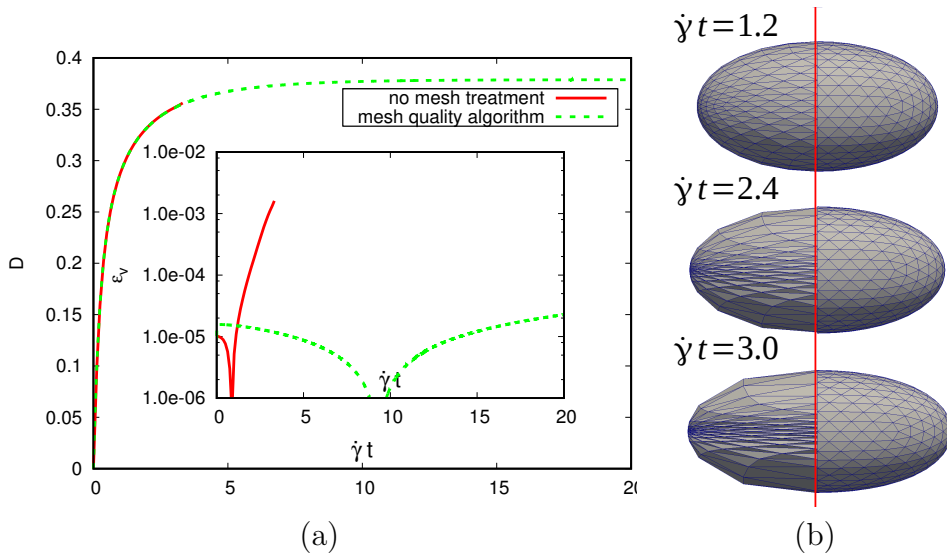 0.4
0.35
0.3
0.25
0.2
0.15
0.1
0.05
0
D
0 5 10 15 20
γ̇ t
no mesh treatment
mesh quality algorithm
1.0e-02
1.0e-03
1.0e-04
1.0e-05
1.0e-06
εᵥ
0 5 10 15 20
γ̇ t
(a)
γ̇ t=1.2
γ̇ t=2.4
γ̇ t=3.0
(b)